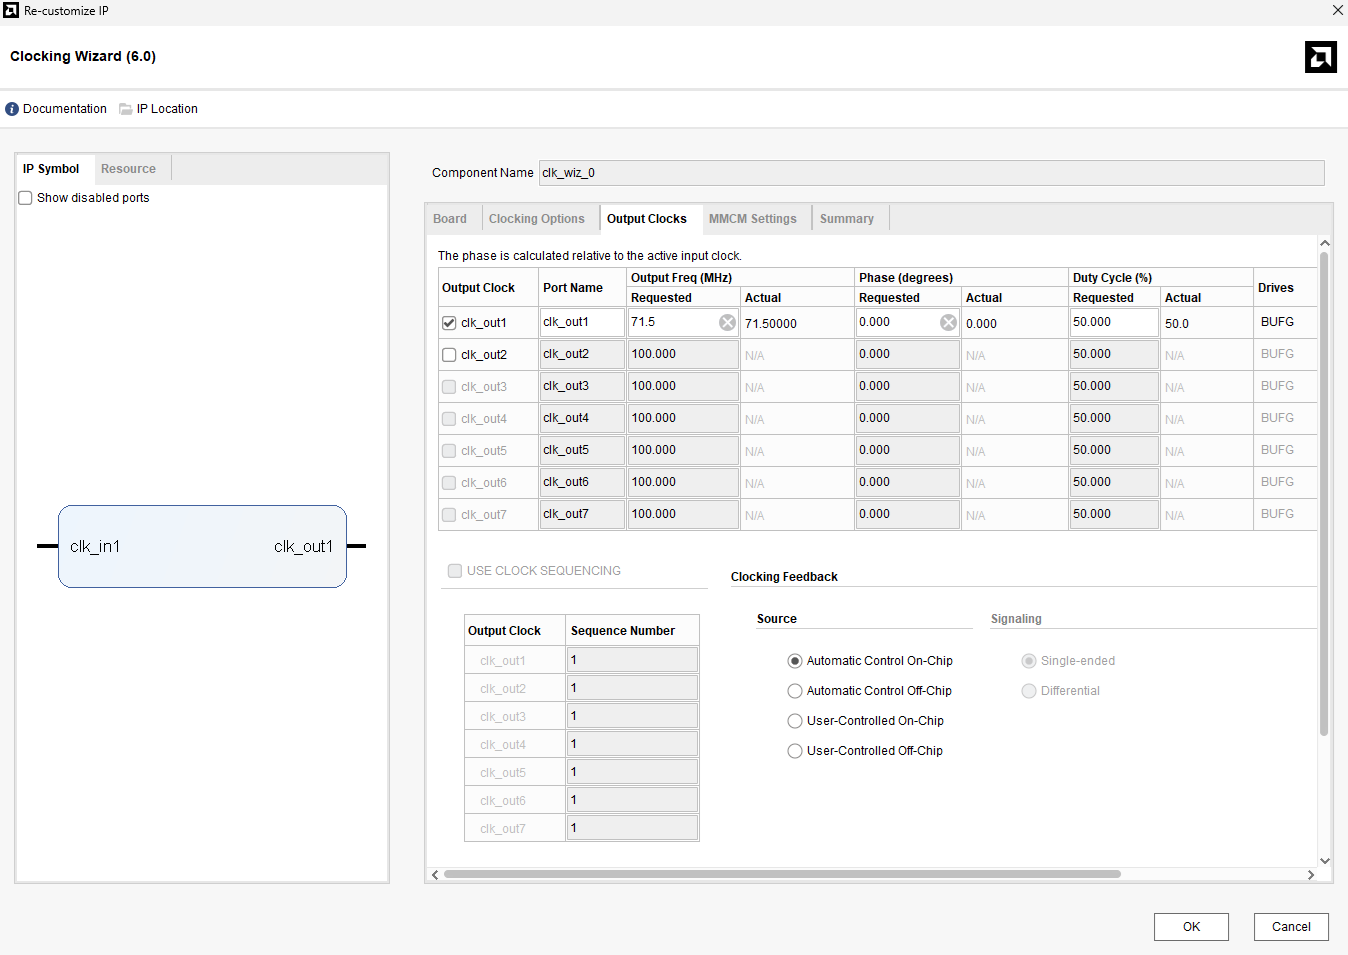 Re-customize IP
Clocking Wizard (6.0)
Documentation IP Location
IP Symbol Resource
Show disabled ports
clk_in1 clk_out1
Component Name clk_wiz_0
Board Clocking Options Output Clocks MMCM Settings Summary
The phase is calculated relative to the active input clock.
Output Clock Port Name Output Freq (MHz) Phase (degrees) Duty Cycle (%) Drives
Requested Actual Requested Actual Requested Actual
clk_out1 clk_out1 71.5 71.50000 0.000 0.000 50.000 50.0 BUFG
clk_out2 clk_out2 100.000 N/A 0.000 N/A 50.000 N/A BUFG
clk_out3 clk_out3 100.000 N/A 0.000 N/A 50.000 N/A BUFG
clk_out4 clk_out4 100.000 N/A 0.000 N/A 50.000 N/A BUFG
clk_out5 clk_out5 100.000 N/A 0.000 N/A 50.000 N/A BUFG
clk_out6 clk_out6 100.000 N/A 0.000 N/A 50.000 N/A BUFG
clk_out7 clk_out7 100.000 N/A 0.000 N/A 50.000 N/A BUFG
USE CLOCK SEQUENCING
Output Clock Sequence Number
clk_out1 1
clk_out2 1
clk_out3 1
clk_out4 1
clk_out5 1
clk_out6 1
clk_out7 1
Clocking Feedback
Source Signaling
Automatic Control On-Chip Single-ended
Automatic Control Off-Chip Differential
User-Controlled On-Chip
User-Controlled Off-Chip
OK Cancel